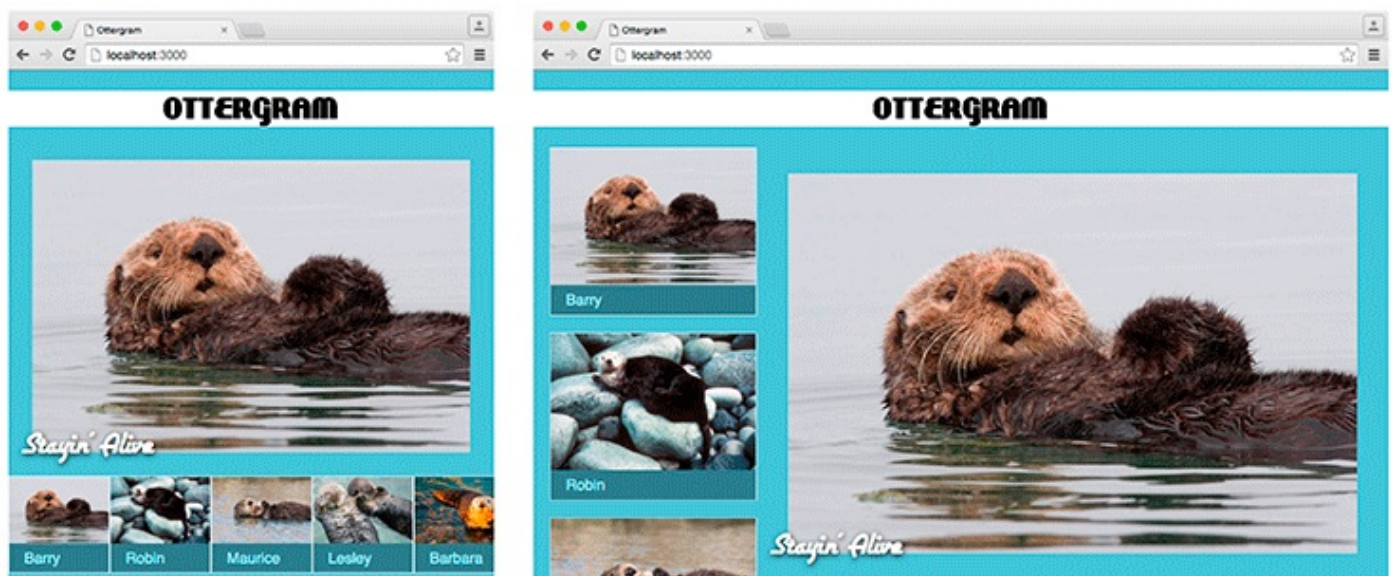 Ottergram
localhost:3000
OTTERGRAM
Stayin' Alive
Barry
Robin
Maurice
Lesley
Barbara
Ottergram
localhost:3000
OTTERGRAM
Barry
Robin
Stayin' Alive